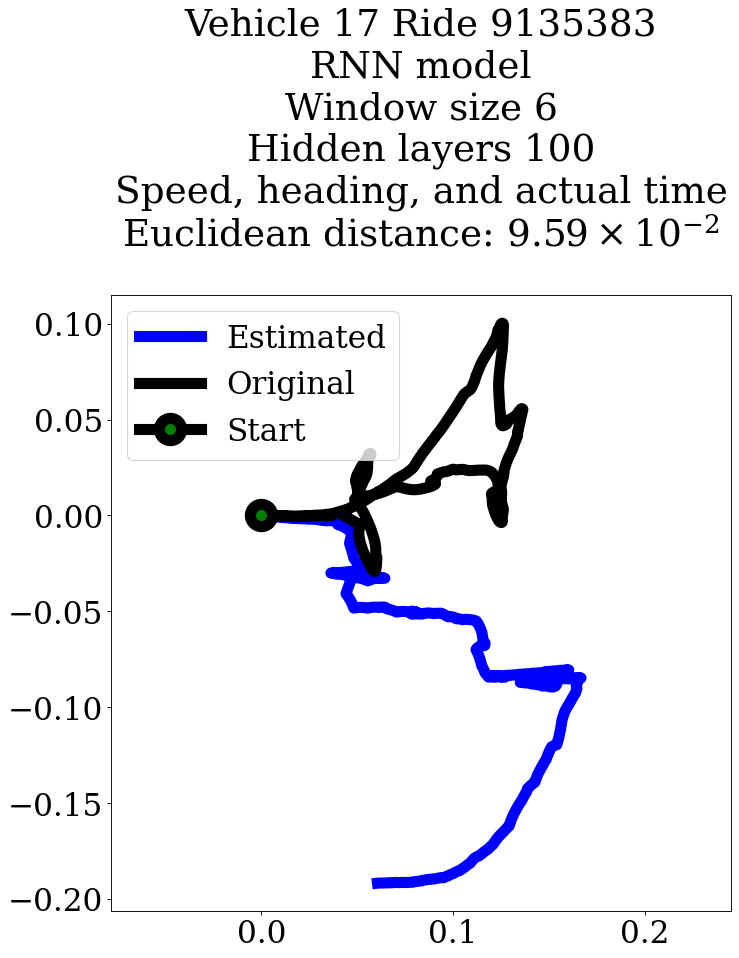 Vehicle 17 Ride 9135383
RNN model
Window size 6
Hidden layers 100
Speed, heading, and actual time
Euclidean distance: 9.59 × 10⁻²
Estimated
Original
Start
0.10
0.05
0.00
−0.05
−0.10
−0.15
−0.20
0.0 0.1 0.2